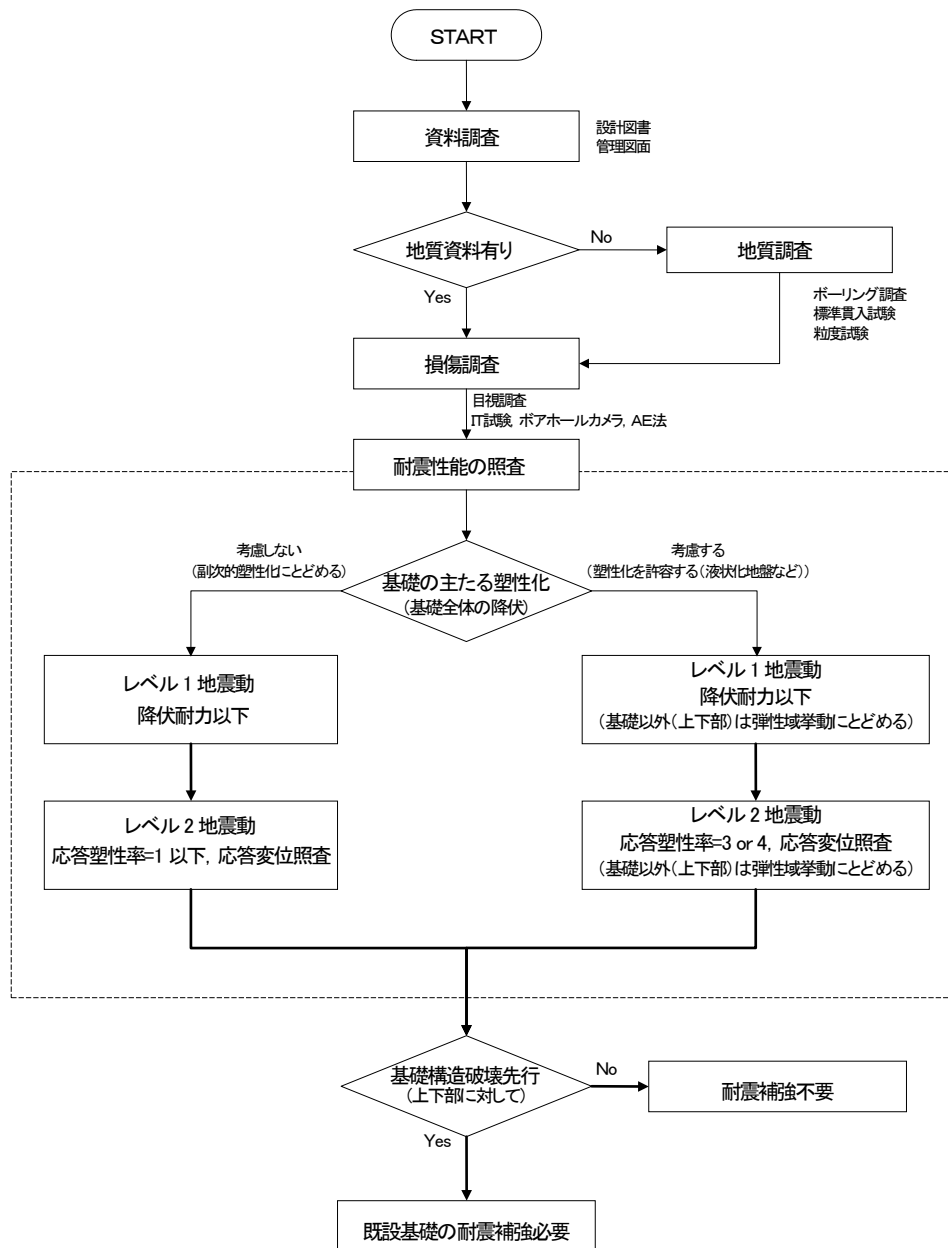 START
資料調査
設計図書
管理図面
地質資料有り
No
地質調査
Yes
ボーリング調査
標準貫入試験
粒度試験
損傷調査
目視調査
IT試験, ボアホールカメラ, AE法
耐震性能の照査
考慮しない
(副次的塑性化にとどめる)
考慮する
(塑性化を許容する(液状化地盤など))
基礎の主たる塑性化
(基礎全体の降伏)
レベル1地震動
降伏耐力以下
レベル1地震動
降伏耐力以下
(基礎以外(上下部)は弾性域挙動にとどめる)
レベル2地震動
応答塑性率=1以下, 応答変位照査
レベル2地震動
応答塑性率=3 or 4, 応答変位照査
(基礎以外(上下部)は弾性域挙動にとどめる)
基礎構造破壊先行
(上下部に対して)
No
耐震補強不要
Yes
既設基礎の耐震補強必要